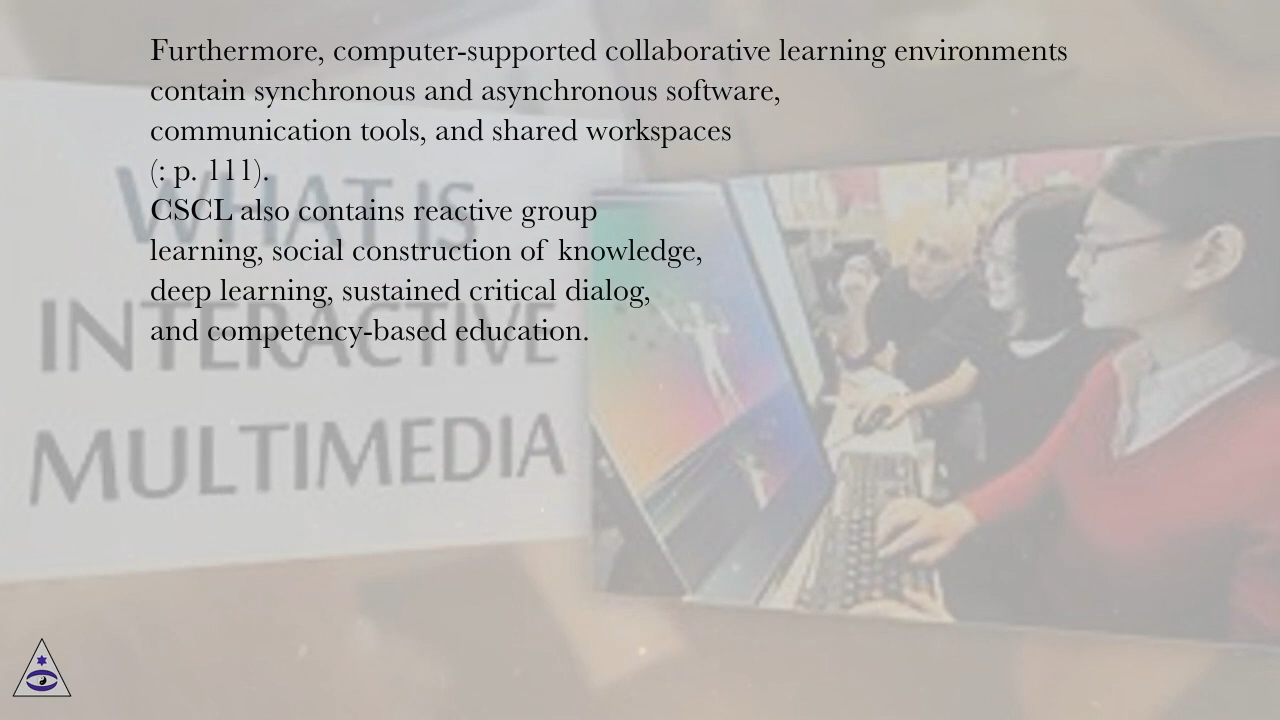 Furthermore, computer-supported collaborative learning environments
contain synchronous and asynchronous software,
communication tools, and shared workspaces
(: p. 111).
CSCL also contains reactive group
learning, social construction of knowledge,
deep learning, sustained critical dialog,
and competency-based education.
WHAT IS
INTERACTIVE
MULTIMEDIA